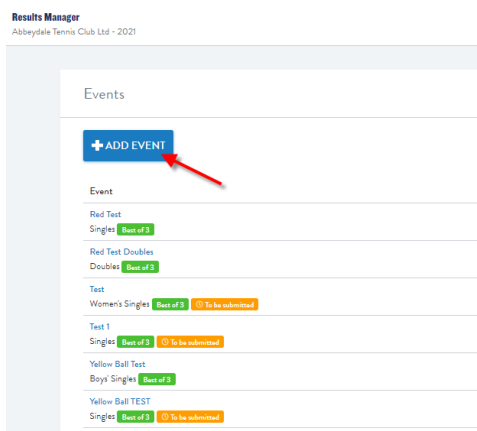 Results Manager
Abbeydale Tennis Club Ltd - 2021
Events
ADD EVENT
Event
Red Test
Singles Best of 3
Red Test Doubles
Doubles Best of 3
Test
Women's Singles Best of 3 To be submitted
Test 1
Singles Best of 3 To be submitted
Yellow Ball Test
Boys' Singles Best of 3
Yellow Ball TEST
Singles Best of 3 To be submitted